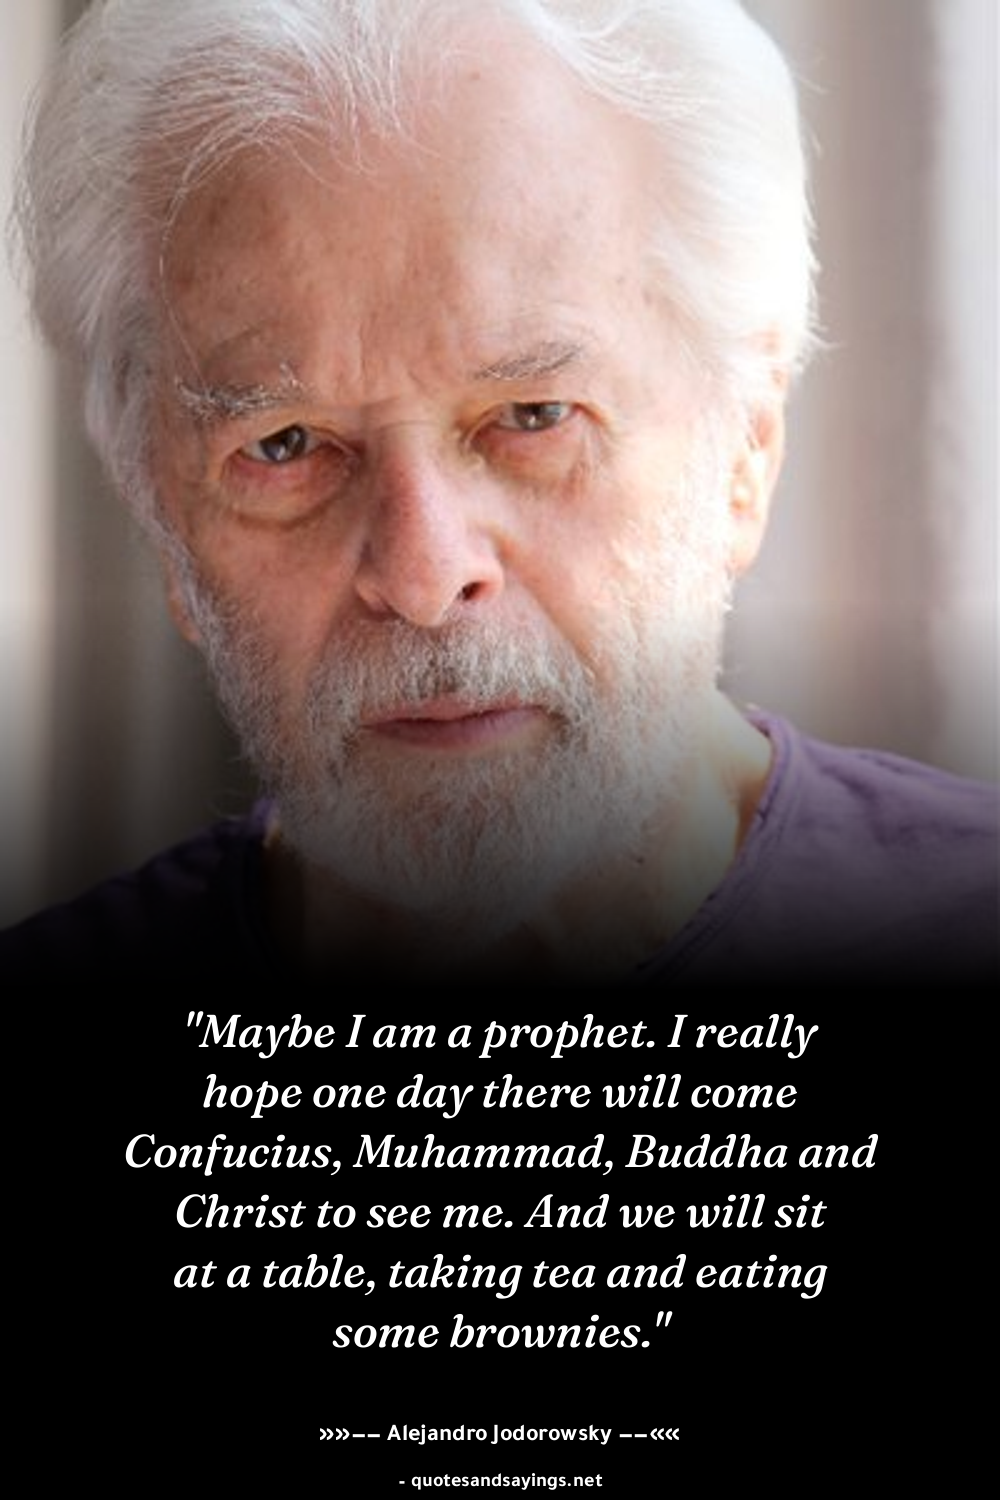 "Maybe I am a prophet. I really
hope one day there will come
Confucius, Muhammad, Buddha and
Christ to see me. And we will sit
at a table, taking tea and eating
some brownies."
»»−− Alejandro Jodorowsky −−««
- quotesandsayings.net